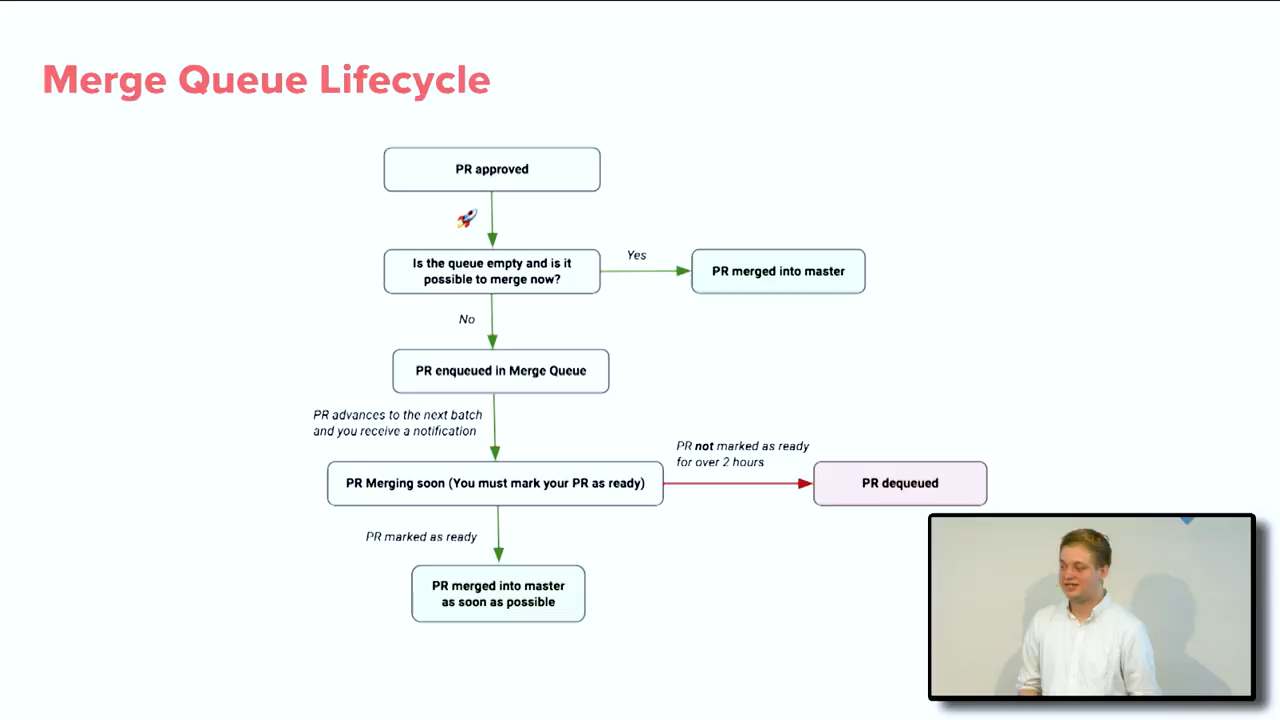 Merge Queue Lifecycle
PR approved
Is the queue empty and is it
possible to merge now?
Yes
PR merged into master
No
PR enqueued in Merge Queue
PR advances to the next batch
and you receive a notification
PR not marked as ready
for over 2 hours
PR Merging soon (You must mark your PR as ready)
PR dequeued
PR marked as ready
PR merged into master
as soon as possible